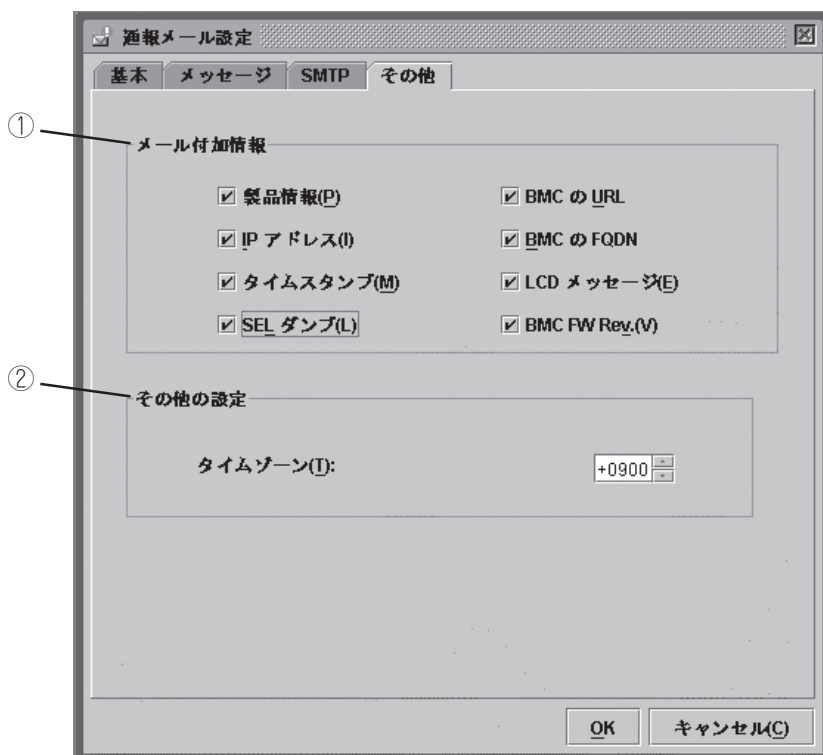 通報メール設定
基本 メッセージ SMTP その他
①
メール付加情報
製品情報(P) BMC の URL
IP アドレス(I) BMC の FQDN
タイムスタンプ(M) LCD メッセージ(E)
SEL ダンプ(L) BMC FW Rev.(V)
②
その他の設定
タイムゾーン(T): +0900
OK キャンセル(C)